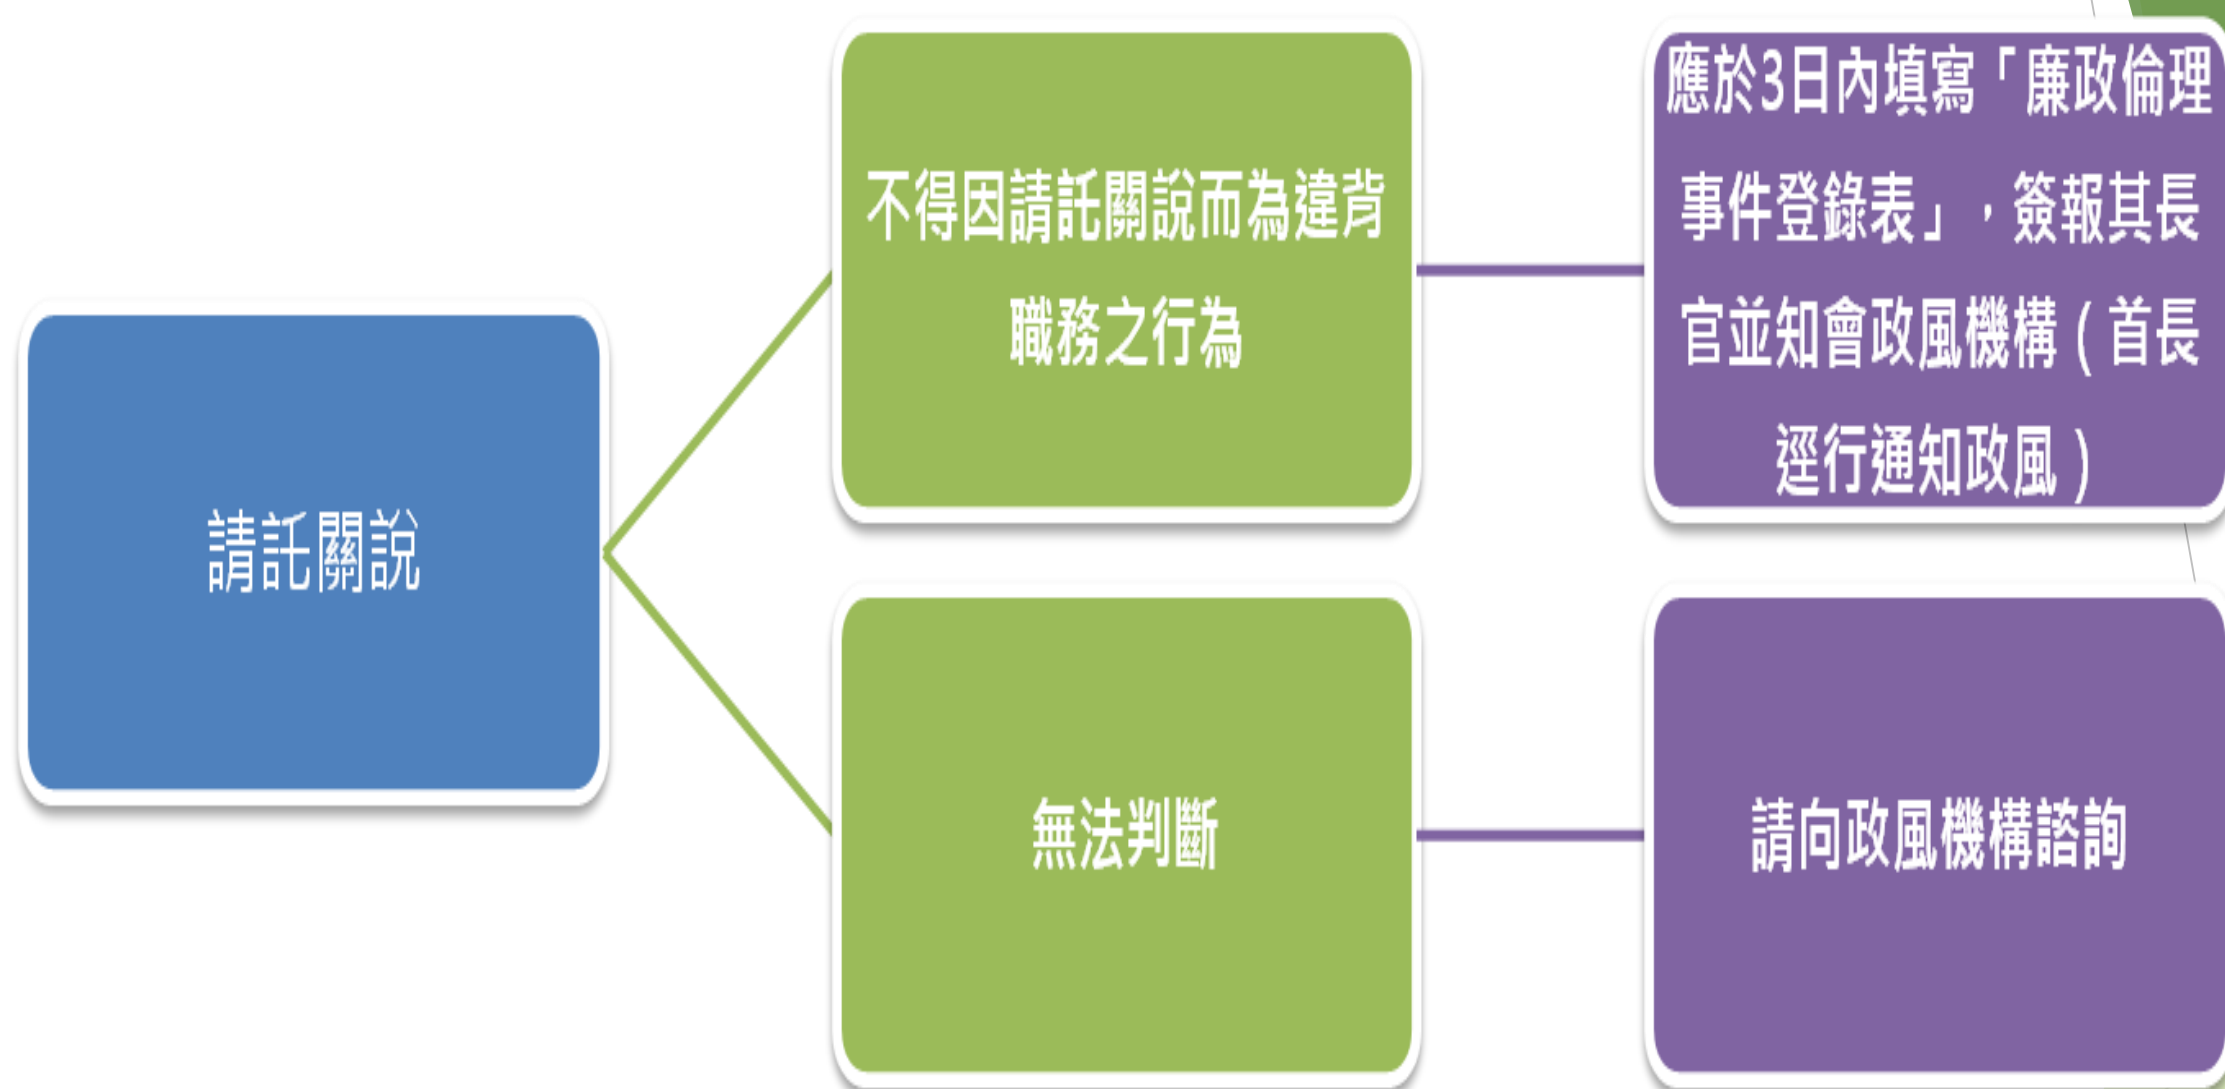 請託關說
不得因請託關說而為違背
職務之行為
應於3日內填寫「廉政倫理
事件登錄表」，簽報其長
官並知會政風機構（首長
逕行通知政風）
無法判斷
請向政風機構諮詢